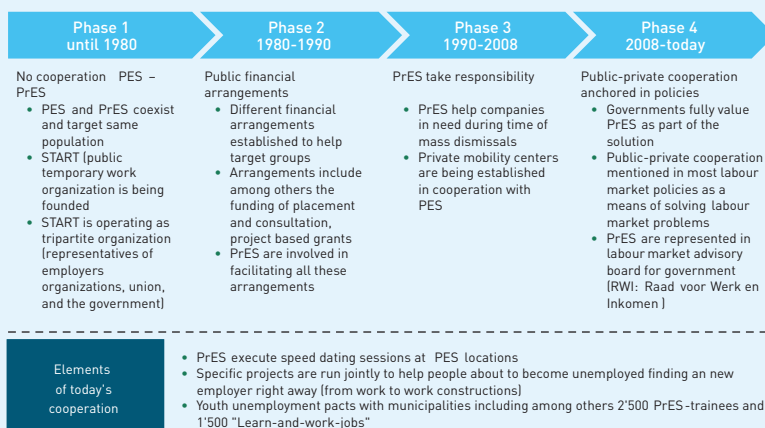 Phase 1
until 1980
Phase 2
1980-1990
Phase 3
1990-2008
Phase 4
2008-today
No cooperation PES –
PrES
• PES and PrES coexist
and target same
population
• START (public
temporary work
organization is being
founded
• START is operating as
tripartite organization
(representatives of
employers
organizations, union,
and the government)
Public financial
arrangements
• Different financial
arrangements
established to help
target groups
• Arrangements include
among others the
funding of placement
and consultation,
project based grants
• PrES are involved in
facilitating all these
arrangements
PrES take responsibility
• PrES help companies
in need during time of
mass dismissals
• Private mobility centers
are being established
in cooperation with
PES
Public-private cooperation
anchored in policies
• Governments fully value
PrES as part of the
solution
• Public-private cooperation
mentioned in most labour
market policies as a
means of solving labour
market problems
• PrES are represented in
labour market advisory
board for government
(RWI: Raad voor Werk en
Inkomen )
Elements
of today's
cooperation
• PrES execute speed dating sessions at PES locations
• Specific projects are run jointly to help people about to become unemployed finding an new
employer right away (from work to work constructions)
• Youth unemployment pacts with municipalities including among others 2'500 PrES-trainees and
1'500 "Learn-and-work-jobs"